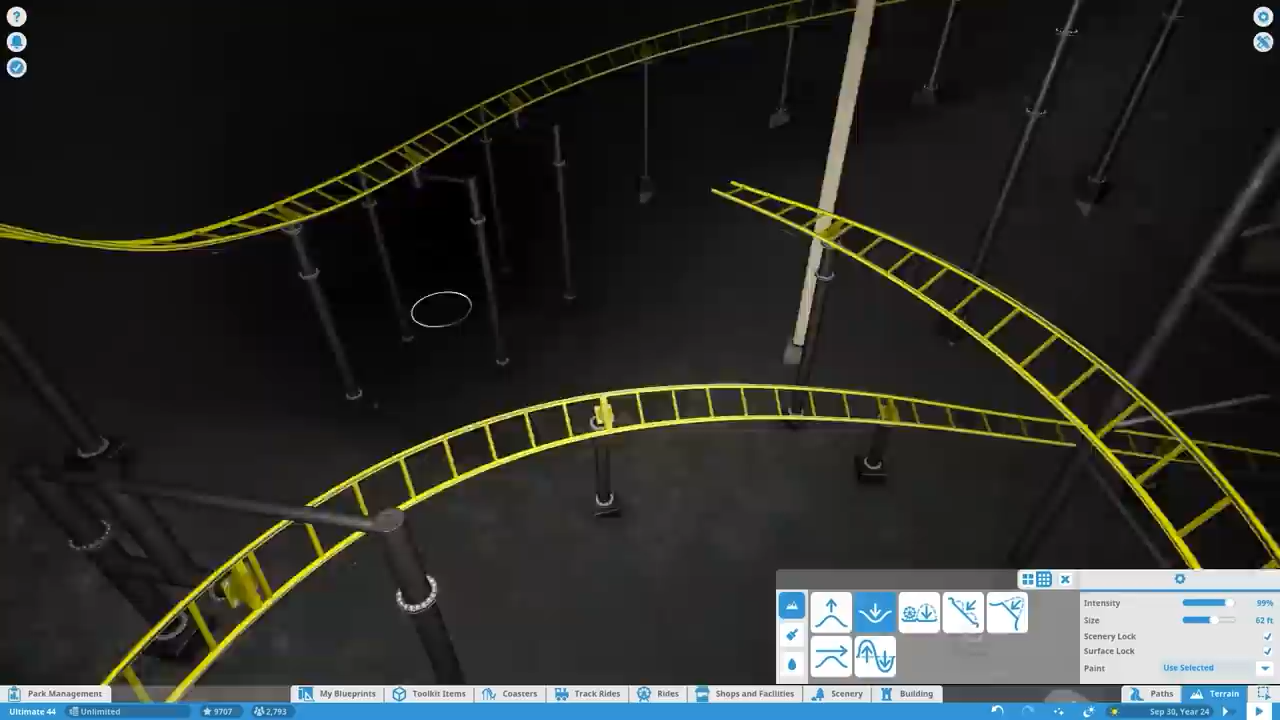 ?
Intensity 99%
Size 62 ft
Scenery Lock
Surface Lock
Paint Use Selected
Park Management My Blueprints Toolkit Items Coasters Track Rides Rides Shops and Facilities Scenery Building Paths Terrain
Ultimate 44 Unlimited 9707 2,793 Sep 30, Year 24